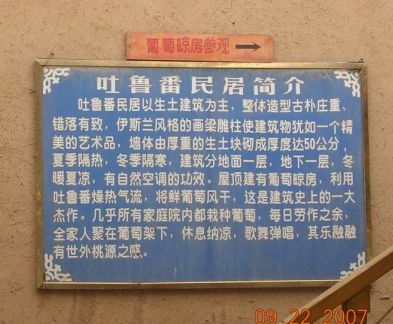 葡萄晾房参观
吐鲁番民居简介
吐鲁番民居以生土建筑为主，整体造型古朴庄重、
错落有致，伊斯兰风格的画梁雕柱使建筑物犹如一个精
美的艺术品，墙体由厚重的生土块砌成厚度达50公分，
夏季隔热，冬季隔寒，建筑分地面一层，地下一层，冬
暖夏凉，有自然空调的功效。屋顶建有葡萄晾房，利用
吐鲁番燥热气流，将鲜葡萄风干，这是建筑史上的一大
杰作。几乎所有家庭院内都栽种葡萄，每日劳作之余，
全家人聚在葡萄架下，休息纳凉，歌舞弹唱，其乐融融
有世外桃源之感。
09 22 2007